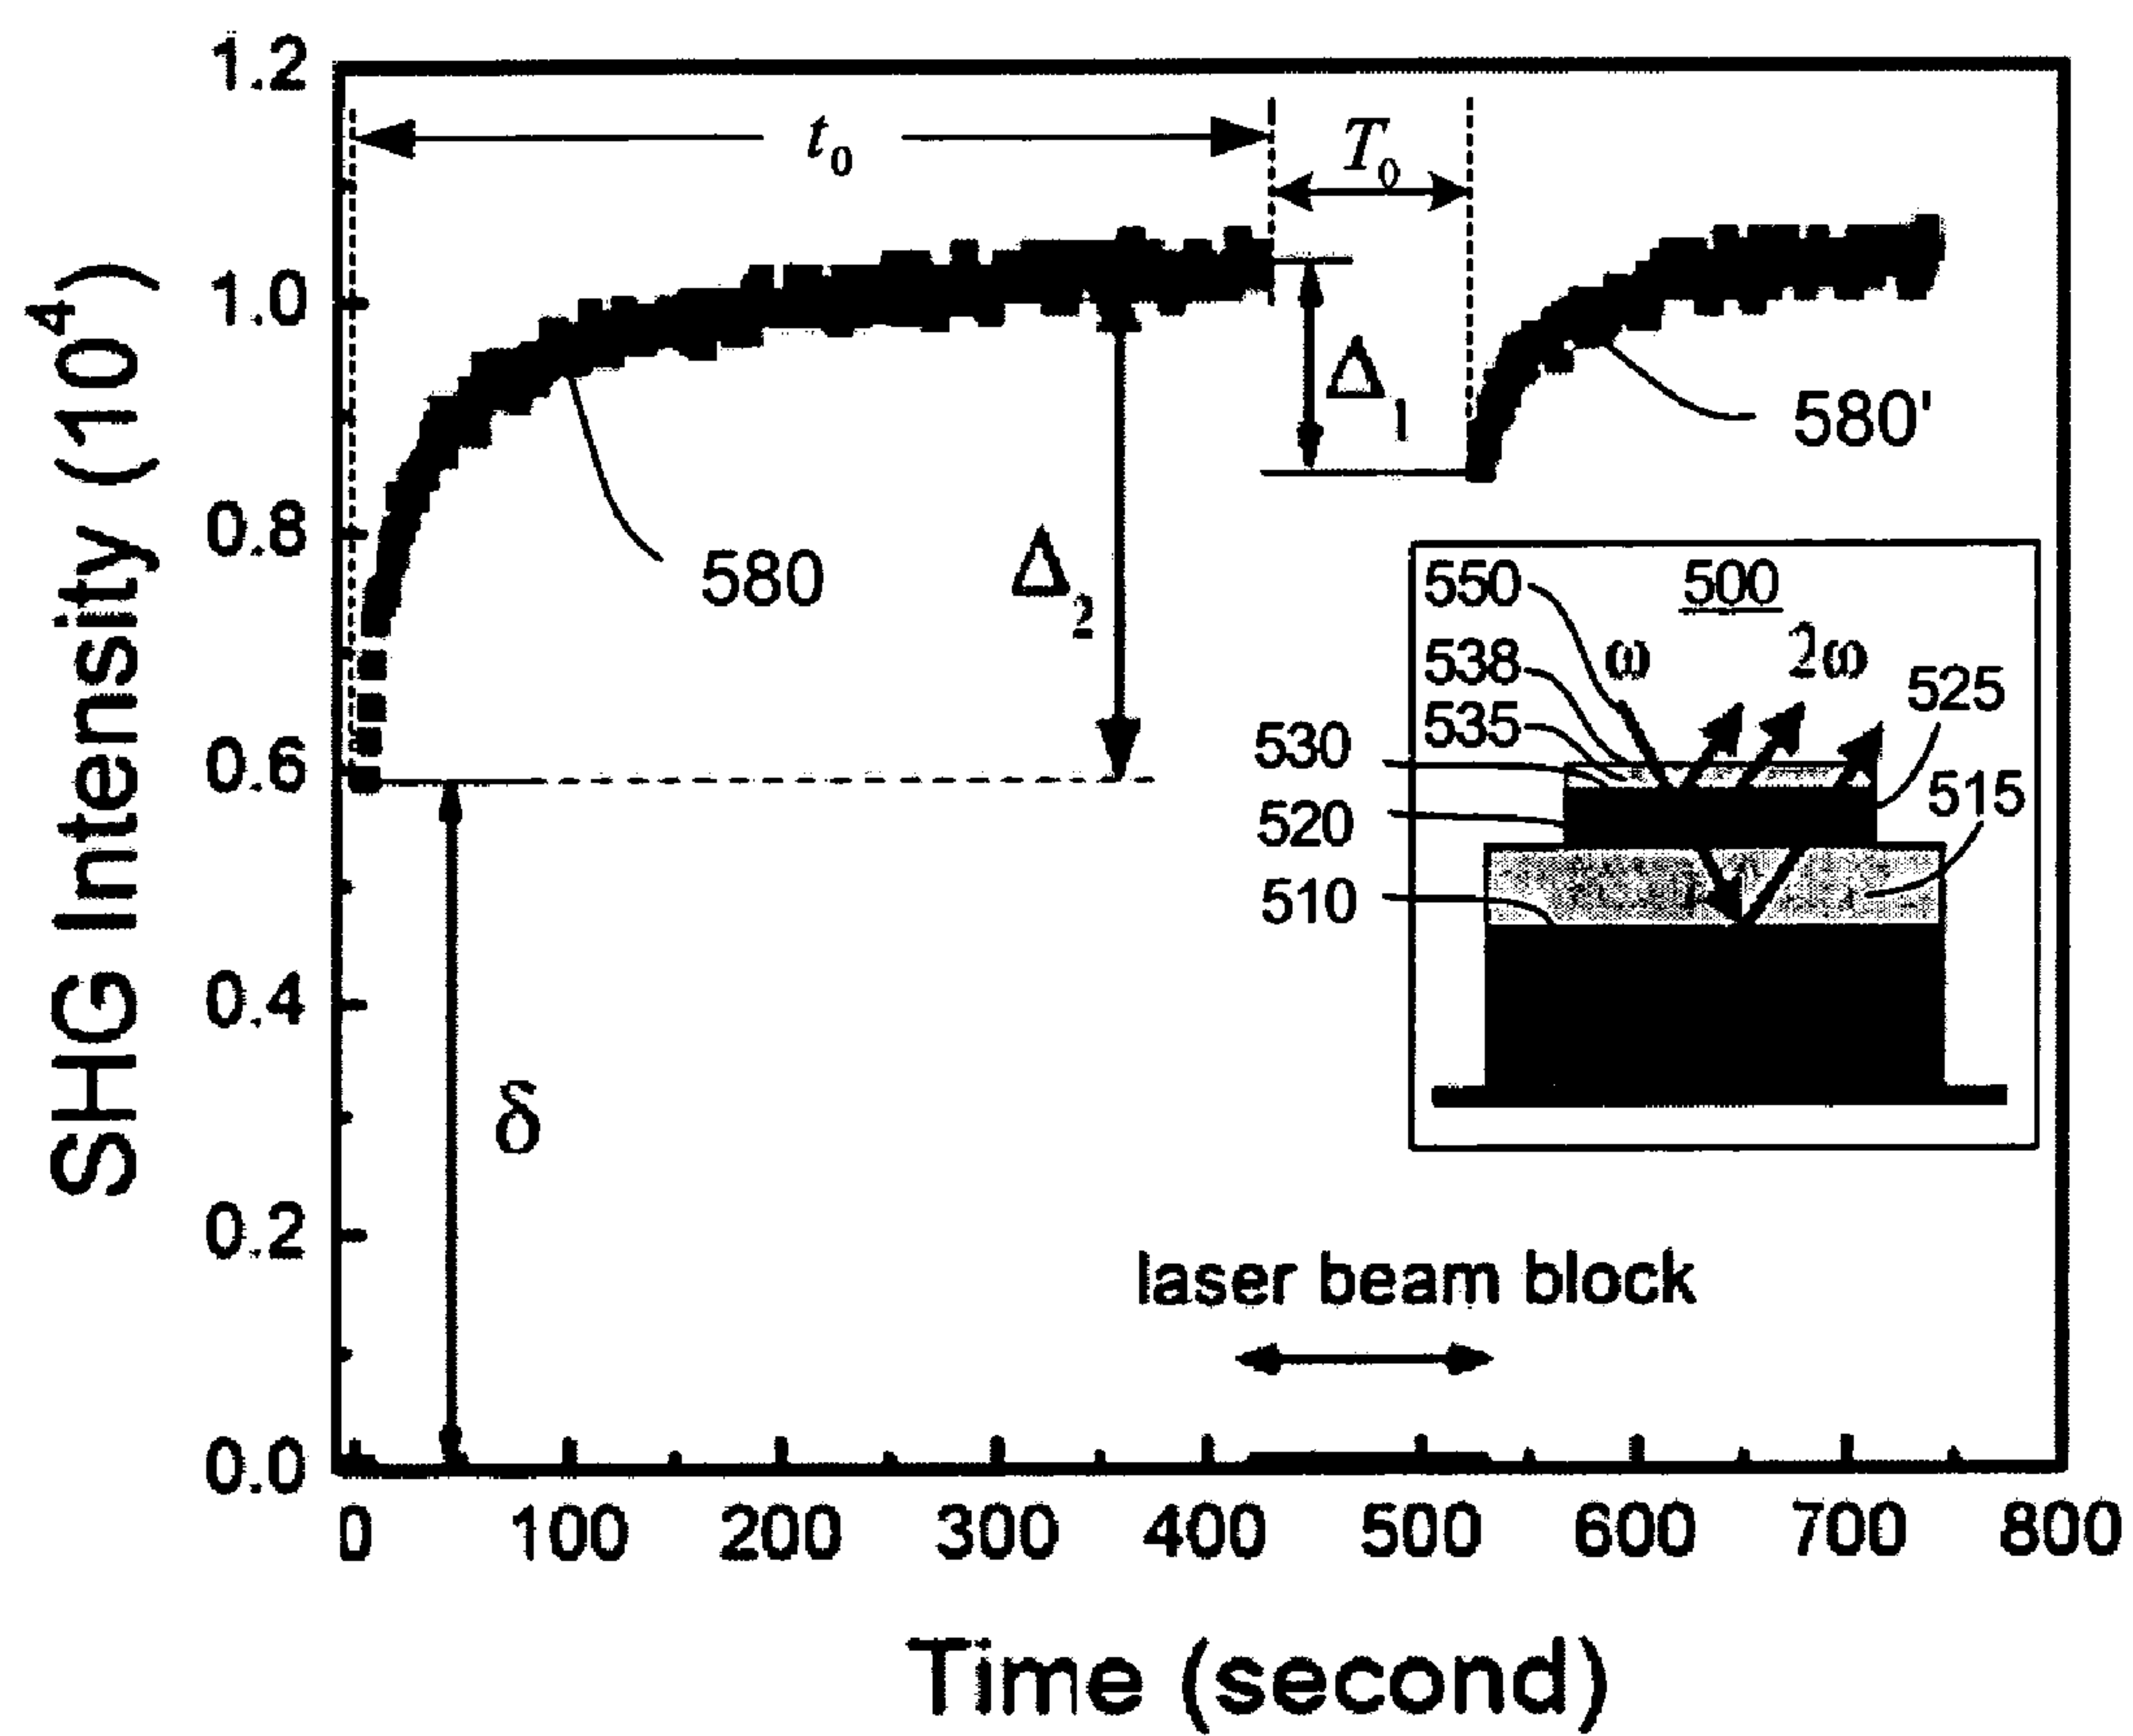 SHG Intensity (10⁴)
1.2
1.0
0.8
0.6
0.4
0.2
0.0
t₀
T₀
Δ₁
580'
580
Δ₂
δ
550
500
538
ω
2ω
535
525
530
515
520
510
laser beam block
0 100 200 300 400 500 600 700 800
Time (second)